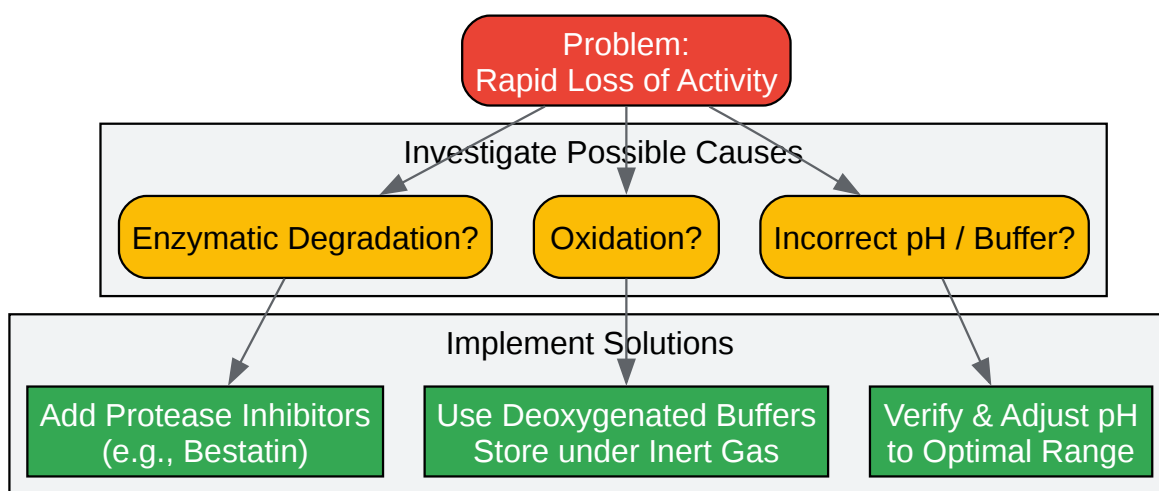 Problem:
Rapid Loss of Activity
Investigate Possible Causes
Enzymatic Degradation?
Oxidation?
Incorrect pH / Buffer?
Implement Solutions
Add Protease Inhibitors
(e.g., Bestatin)
Use Deoxygenated Buffers
Store under Inert Gas
Verify & Adjust pH
to Optimal Range